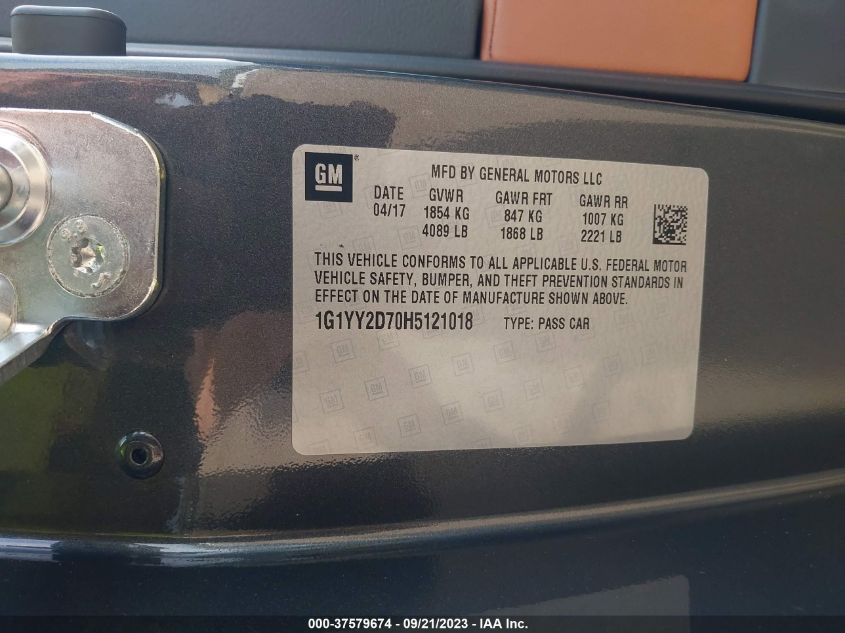 GM
MFD BY GENERAL MOTORS LLC
DATE GVWR GAWR FRT GAWR RR
04/17 1854 KG 847 KG 1007 KG
4089 LB 1868 LB 2221 LB
THIS VEHICLE CONFORMS TO ALL APPLICABLE U.S. FEDERAL MOTOR
VEHICLE SAFETY, BUMPER, AND THEFT PREVENTION STANDARDS IN
EFFECT ON THE DATE OF MANUFACTURE SHOWN ABOVE.
1G1YY2D70H5121018 TYPE: PASS CAR
000-37579674 - 09/21/2023 - IAA Inc.